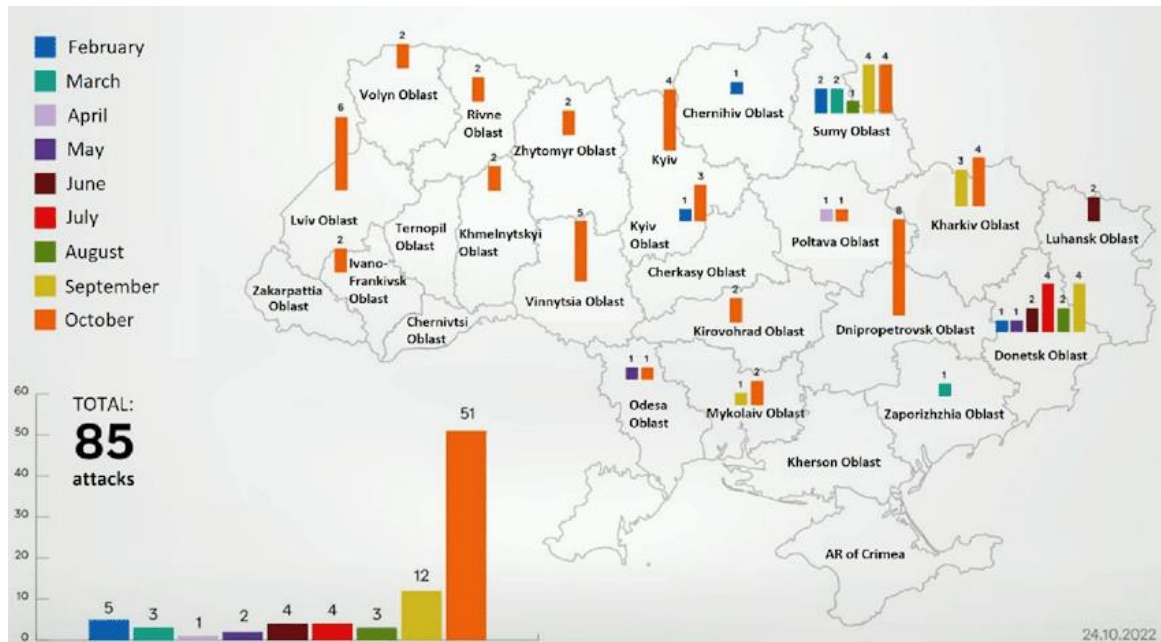 February
March
April
May
June
July
August
September
October
TOTAL:
85
attacks
60
50
40
30
20
10
0
5
3
1
2
4
4
3
12
51
2
Volyn Oblast
2
Rivne
Oblast
2
Zhytomyr Oblast
4
Kyiv
1
Chernihiv Oblast
2
2
1
4
4
Sumy Oblast
6
Lviv Oblast
Ternopil
Oblast
2
Khmelnytskyi
Oblast
5
Vinnytsia Oblast
1
3
Kyiv
Oblast
Cherkasy Oblast
1
1
Poltava Oblast
3
4
Kharkiv Oblast
2
Luhansk Oblast
2
Ivano-
Frankivsk
Oblast
Zakarpattia
Oblast
Chernivtsi
Oblast
2
Kirovohrad Oblast
8
Dnipropetrovsk Oblast
1
1
2
4
2
4
Donetsk Oblast
1
1
Odesa
Oblast
1
2
Mykolaiv Oblast
1
Zaporizhzhia Oblast
Kherson Oblast
AR of Crimea
24.10.2022